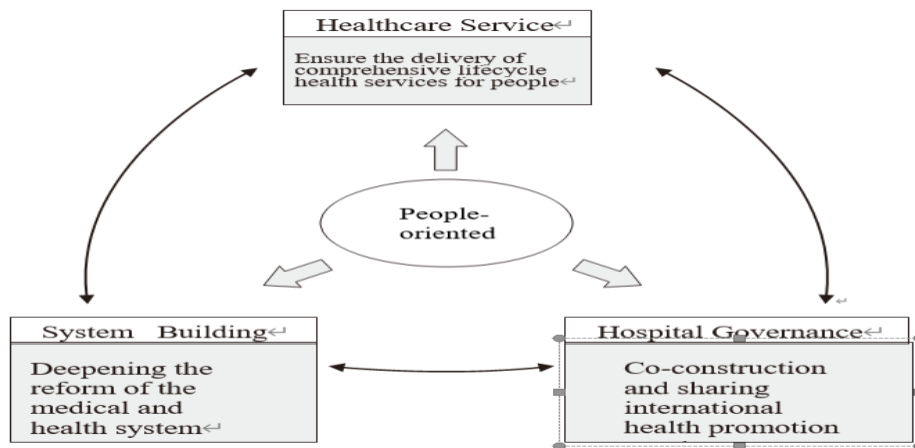 Healthcare Service
Ensure the delivery of
comprehensive lifecycle
health services for people
People-
oriented
System Building
Deepening the
reform of the
medical and
health system
Hospital Governance
Co-construction
and sharing
international
health promotion